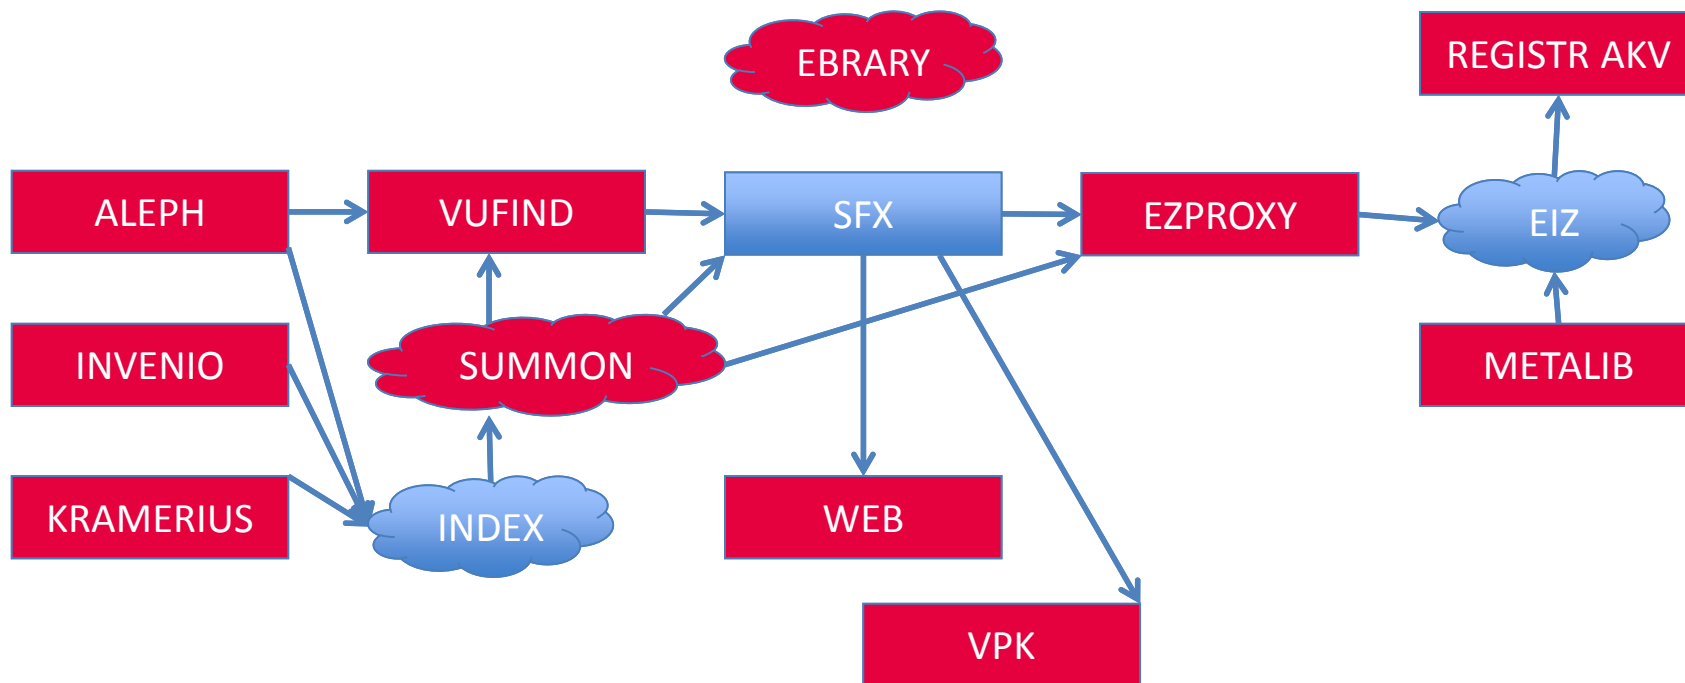 EBRARY
REGISTR AKV
ALEPH
VUFIND
SFX
EZPROXY
EIZ
INVENIO
SUMMON
METALIB
KRAMERIUS
INDEX
WEB
VPK